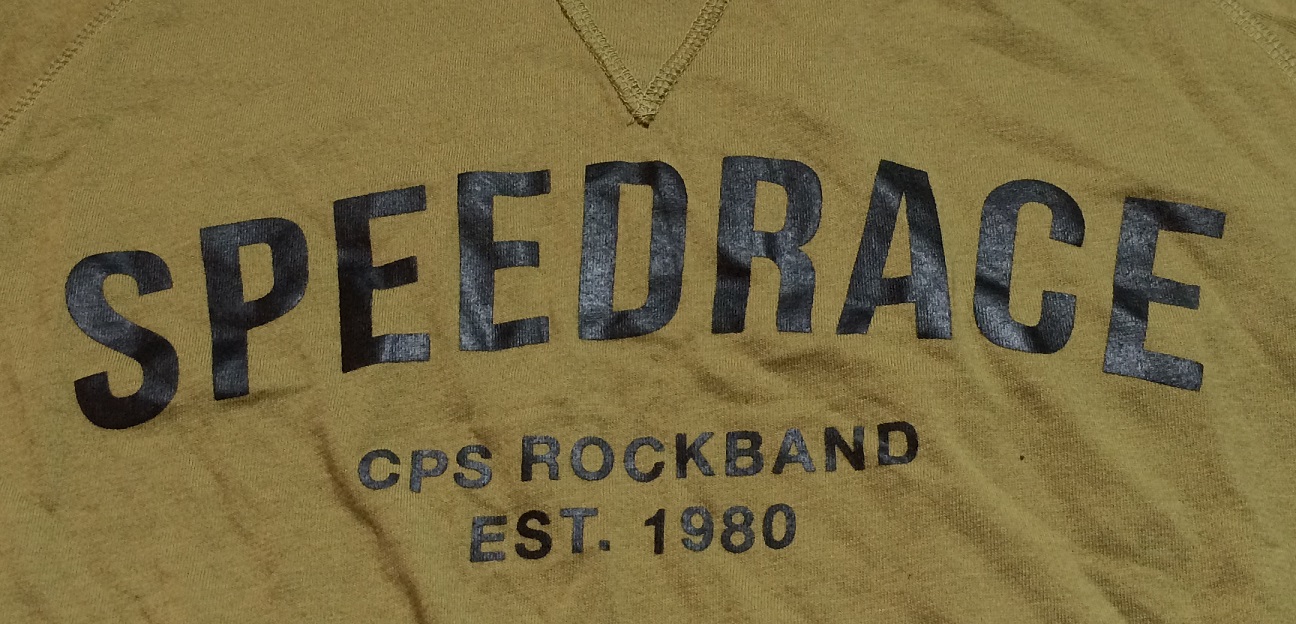 SPEEDRACE
CPS ROCKBAND
EST. 1980